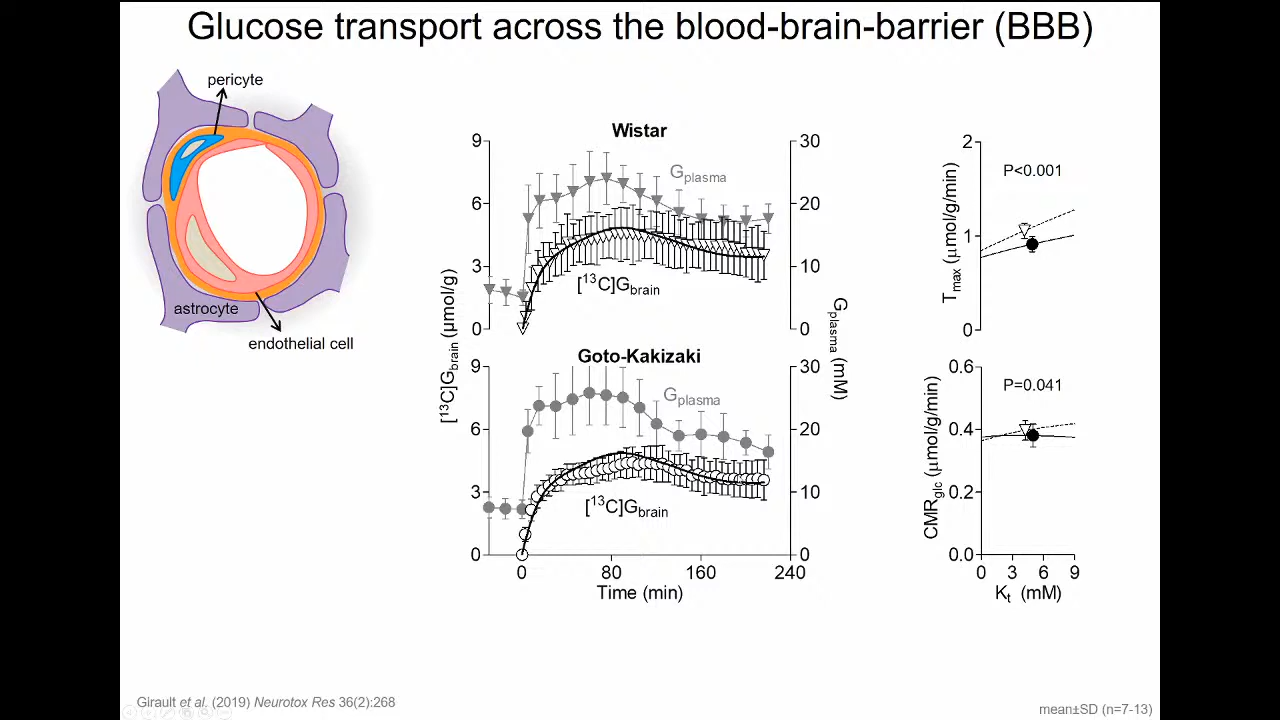 Glucose transport across the blood-brain-barrier (BBB)
pericyte
astrocyte
endothelial cell
Wistar
9
6
3
0
30
20
10
0
Gplasma
[13C]Gbrain
Goto-Kakizaki
9
6
3
0
30
20
10
0
Gplasma
[13C]Gbrain
0
80
160
240
Time (min)
[13C]Gbrain (μmol/g)
Gplasma (mM)
2
1
0
P<0.001
Tmax (μmol/g/min)
0.6
0.4
0.2
0.0
P=0.041
CMRglc (μmol/g/min)
0
3
6
9
Kt (mM)
Girault et al. (2019) Neurotox Res 36(2):268
mean±SD (n=7-13)